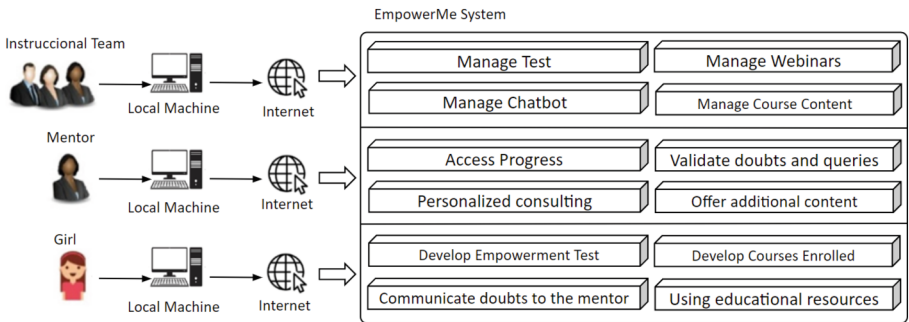 EmpowerMe System
Instruccional Team
Local Machine
Internet
Manage Test
Manage Webinars
Manage Chatbot
Manage Course Content
Mentor
Local Machine
Internet
Access Progress
Validate doubts and queries
Personalized consulting
Offer additional content
Girl
Local Machine
Internet
Develop Empowerment Test
Develop Courses Enrolled
Communicate doubts to the mentor
Using educational resources